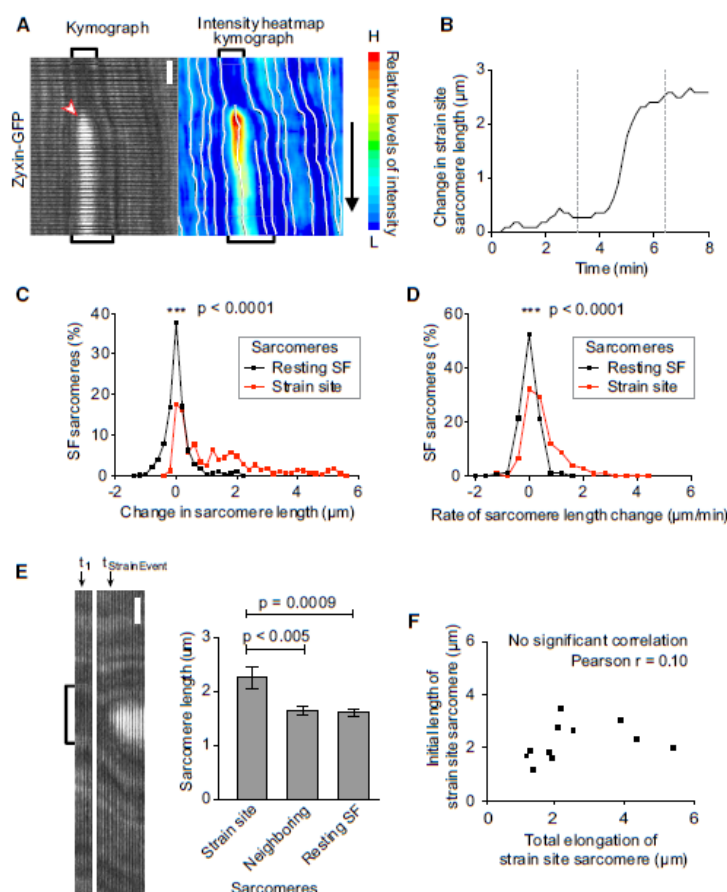 A
Kymograph
Intensity heatmap
kymograph
Zyxin-GFP
H
Relative levels of intensity
L
B
Change in strain site
sarcomere length (µm)
3
2
1
0
0 2 4 6 8
Time (min)
C
*** p < 0.0001
SF sarcomeres (%)
40
30
20
10
0
Sarcomeres
Resting SF
Strain site
-2 0 2 4 6
Change in sarcomere length (µm)
D
*** p < 0.0001
SF sarcomeres (%)
60
40
20
0
Sarcomeres
Resting SF
Strain site
-2 0 2 4 6
Rate of sarcomere length change (µm/min)
E
t1 tStrainEvent
p = 0.0009
p < 0.005
Sarcomere length (um)
3
2
1
0
Strain site
Neighboring
Resting SF
Sarcomeres
F
No significant correlation
Pearson r = 0.10
Initial length of
strain site sarcomere (µm)
6
4
2
0
0 2 4 6
Total elongation of
strain site sarcomere (µm)